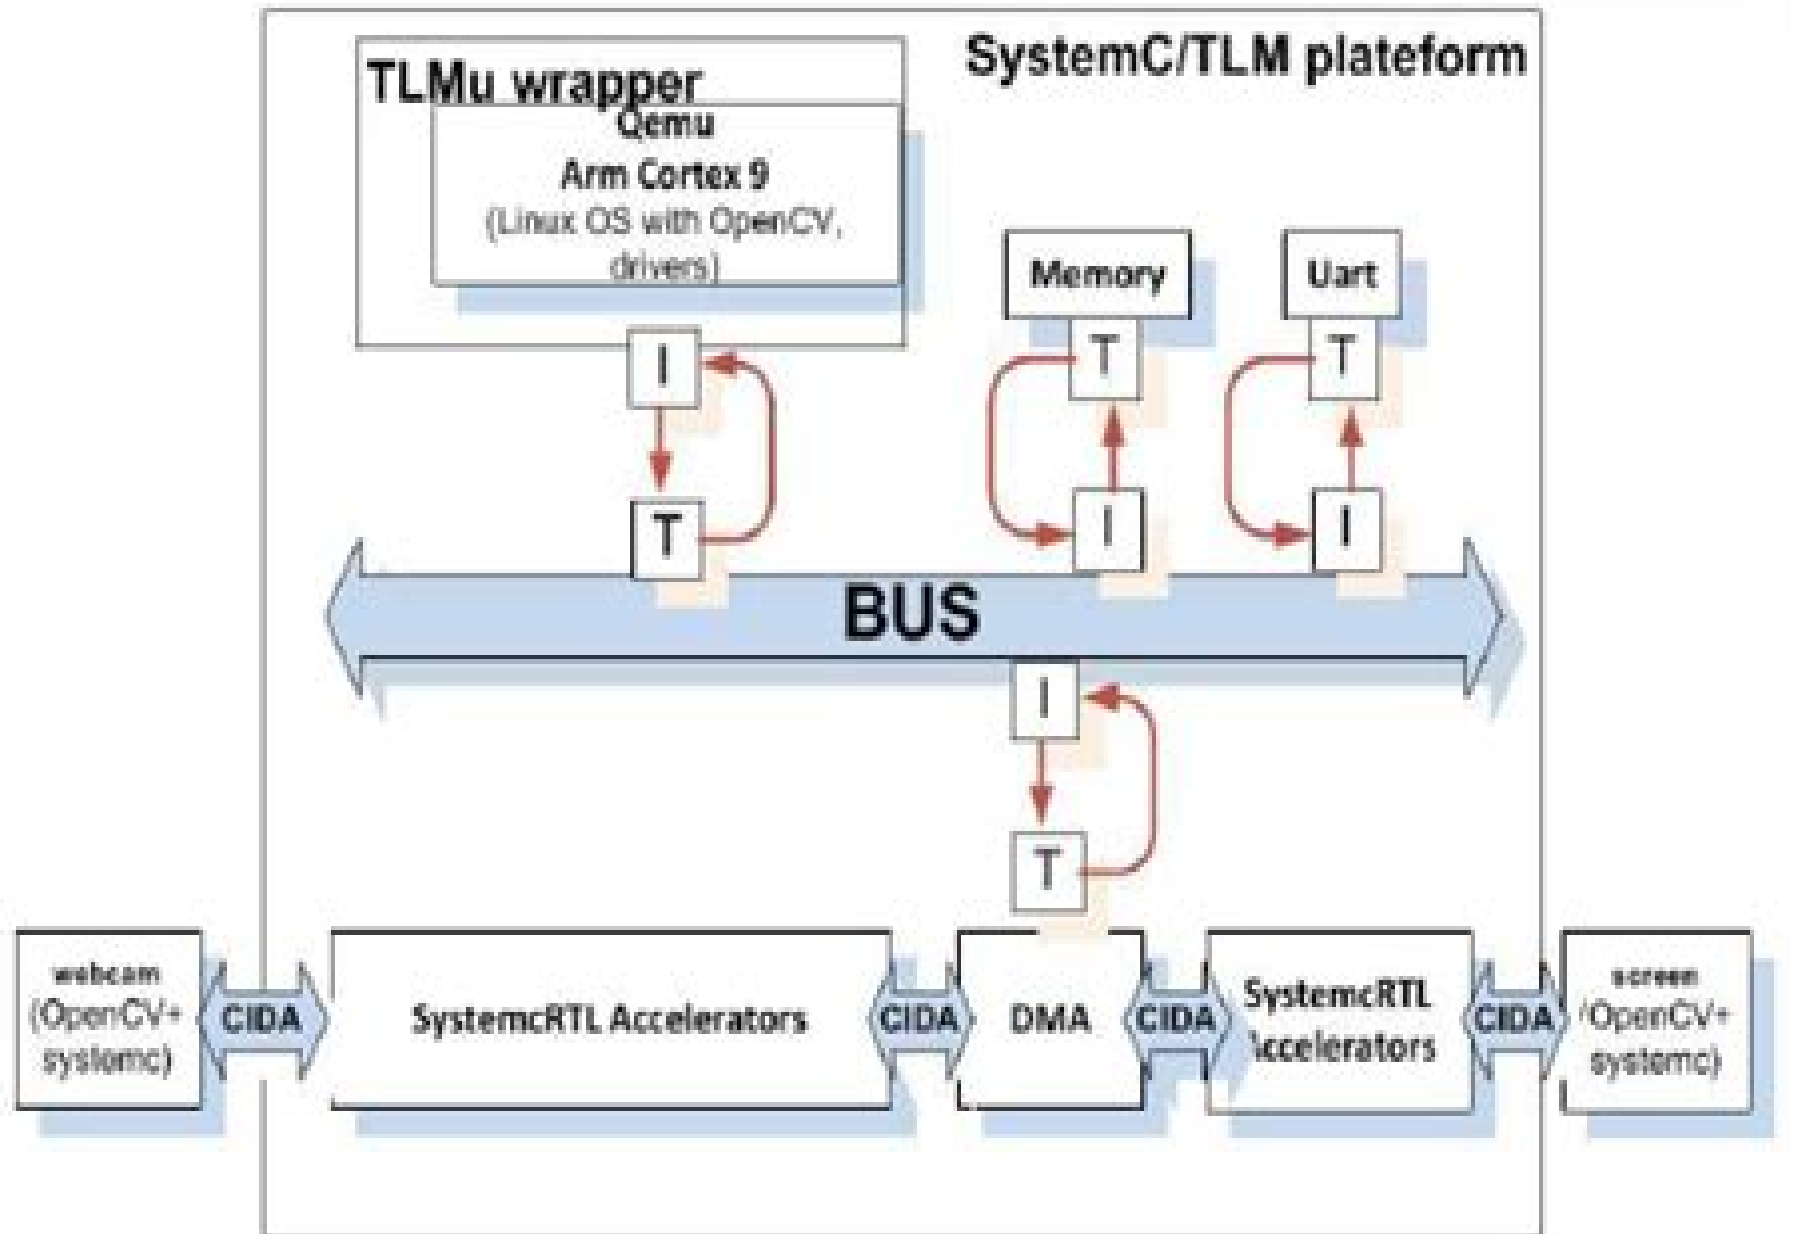 SystemC/TLM plateform
TLMu wrapper
Qemu
Arm Cortex 9
(Linux OS with OpenCV,
drivers)
Memory
Uart
I
T
T
T
I
I
BUS
I
T
webcam
(OpenCV+
systemc)
CIDA
SystemcRTL Accelerators
CIDA
DMA
CIDA
SystemcRTL
Accelerators
CIDA
screen
(OpenCV+
systemc)